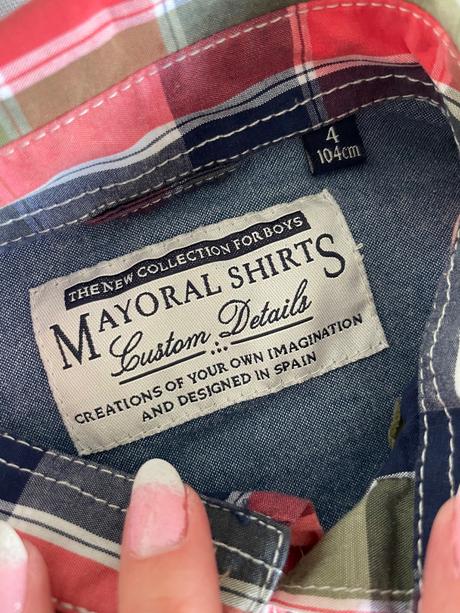 4
104cm
THE NEW COLLECTION FOR BOYS
MAYORAL SHIRTS
Custom Details
CREATIONS OF YOUR OWN IMAGINATION
AND DESIGNED IN SPAIN